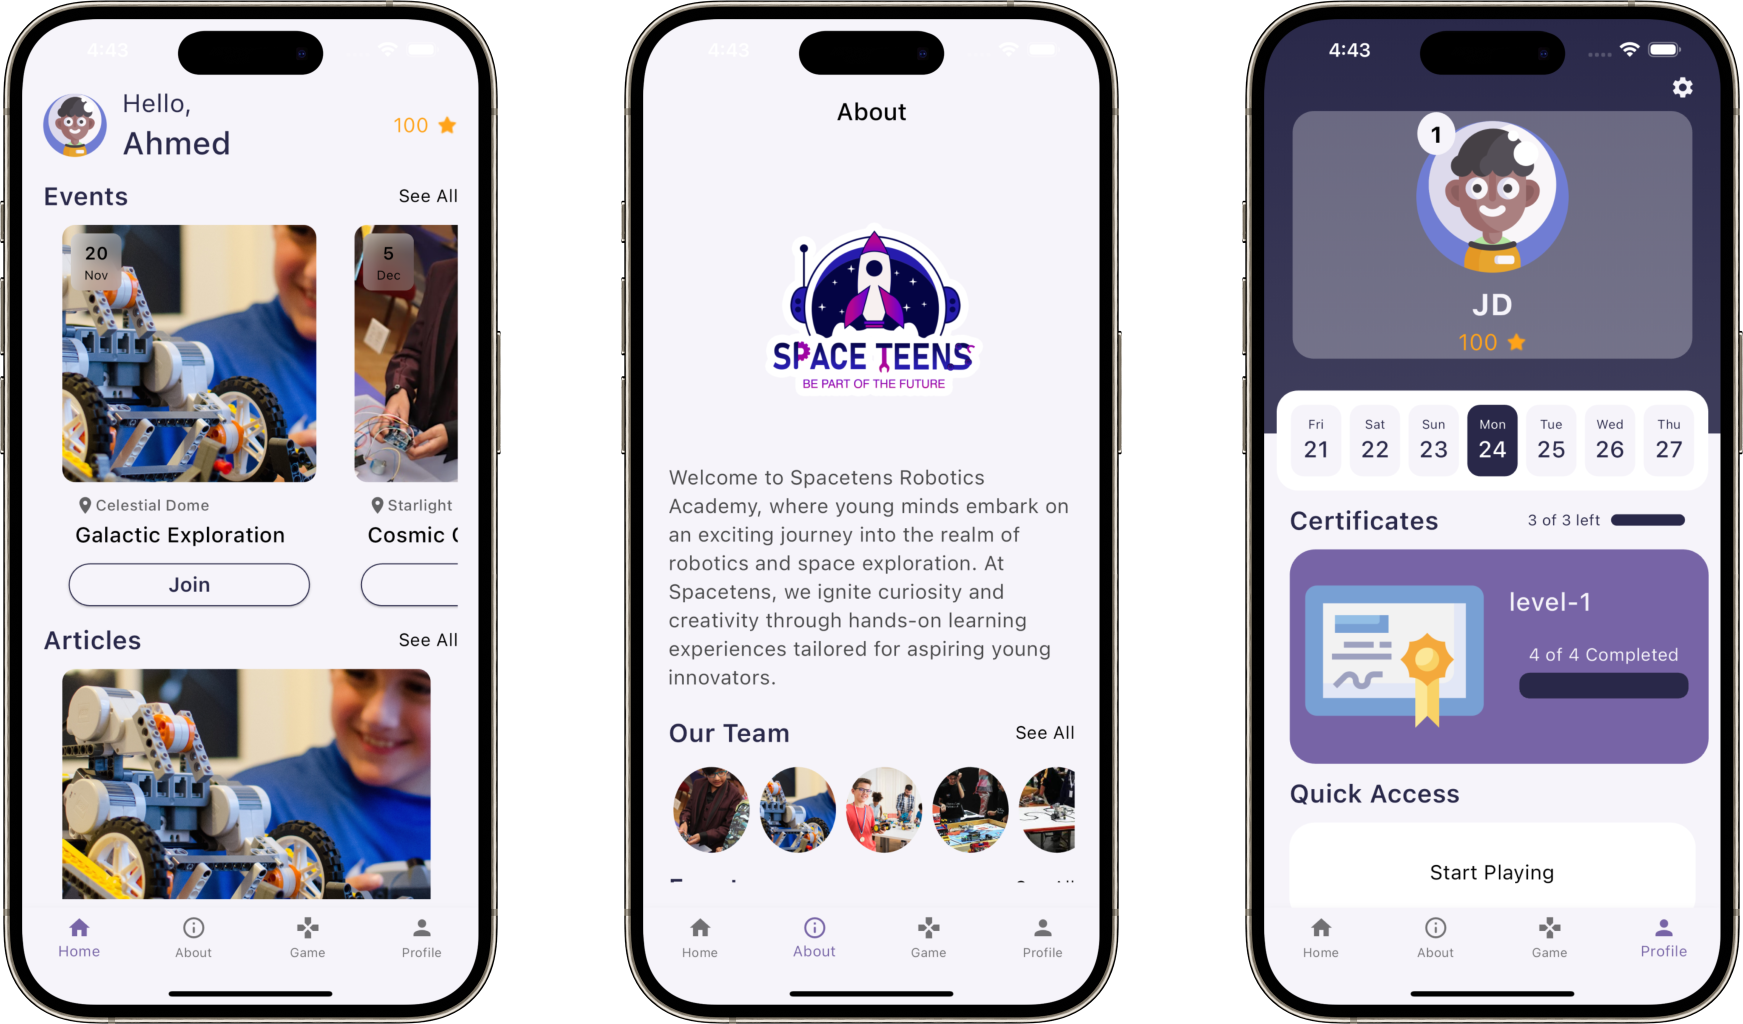 4:43
Hello,
Ahmed
100
Events
See All
20
Nov
5
Dec
Celestial Dome
Starlight
Galactic Exploration
Cosmic
Join
Articles
See All
Home
About
Game
Profile
4:43
About
SPACE TEENS
BE PART OF THE FUTURE
Welcome to Spacetens Robotics
Academy, where young minds embark on
an exciting journey into the realm of
robotics and space exploration. At
Spacetens, we ignite curiosity and
creativity through hands-on learning
experiences tailored for aspiring young
innovators.
Our Team
See All
Home
About
Game
Profile
4:43
1
JD
100
Fri
21
Sat
22
Sun
23
Mon
24
Tue
25
Wed
26
Thu
27
Certificates
3 of 3 left
level-1
4 of 4 Completed
Quick Access
Start Playing
Home
About
Game
Profile